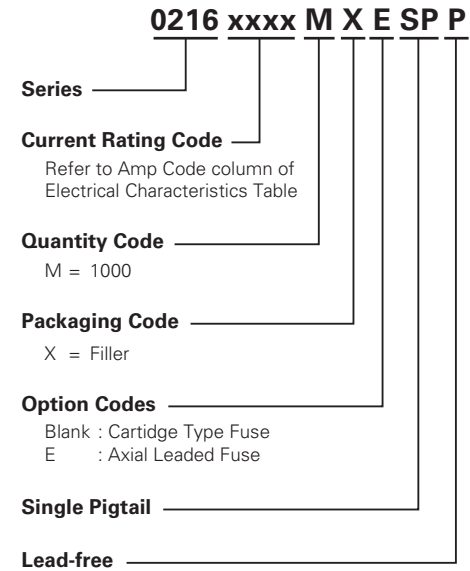 0216 xxxx M X E SP P
Series
Current Rating Code
Refer to Amp Code column of
Electrical Characteristics Table
Quantity Code
M = 1000
Packaging Code
X = Filler
Option Codes
Blank : Cartidge Type Fuse
E : Axial Leaded Fuse
Single Pigtail
Lead-free